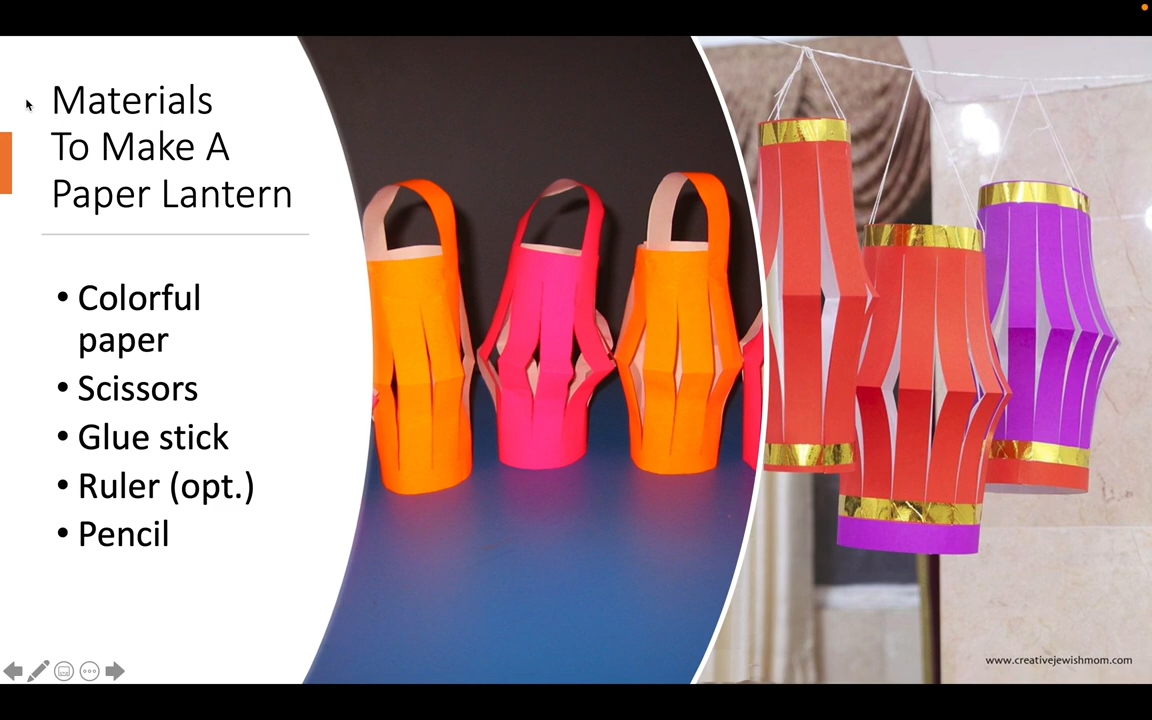 Materials
To Make A
Paper Lantern
• Colorful
paper
• Scissors
• Glue stick
• Ruler (opt.)
• Pencil
www.creativejewishmom.com